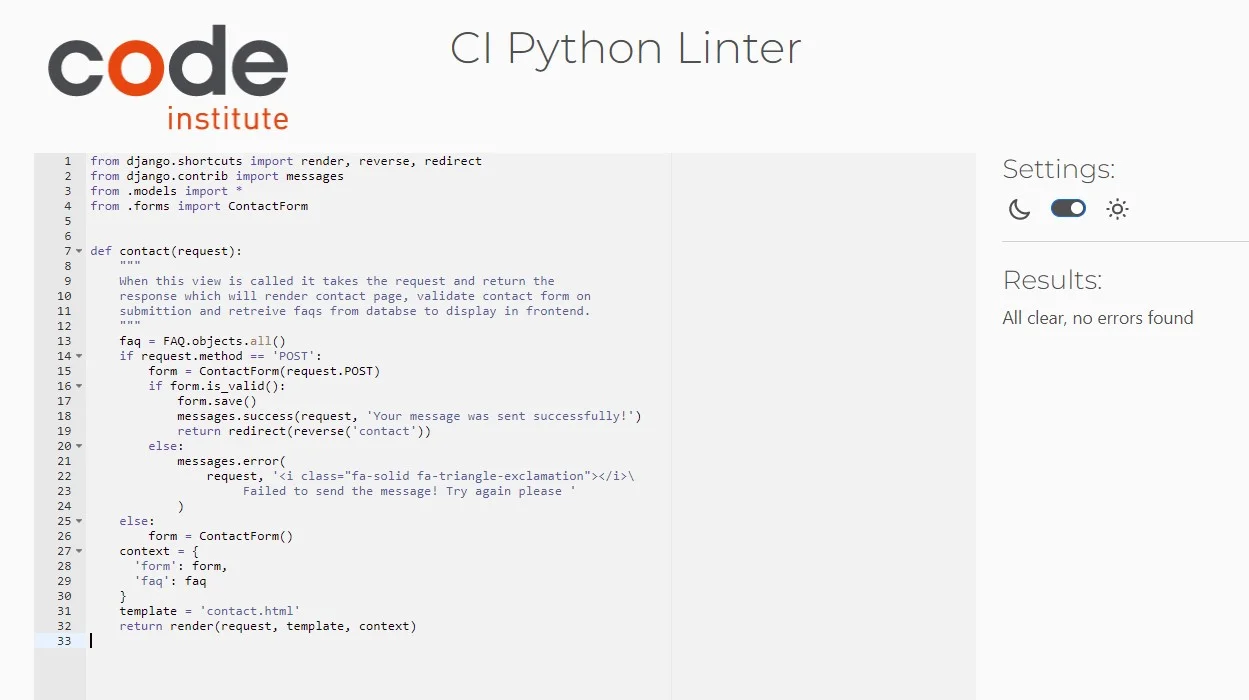 code
institute
CI Python Linter
1 from django.shortcuts import render, reverse, redirect
2 from django.contrib import messages
3 from .models import *
4 from .forms import ContactForm
5
6
7 def contact(request):
8     """
9     When this view is called it takes the request and return the
10     response which will render contact page, validate contact form on
11     submittion and retreive faqs from databse to display in frontend.
12     """
13     faq = FAQ.objects.all()
14     if request.method == 'POST':
15         form = ContactForm(request.POST)
16         if form.is_valid():
17             form.save()
18             messages.success(request, 'Your message was sent successfully!')
19             return redirect(reverse('contact'))
20         else:
21             messages.error(
22                 request, '<i class="fa-solid fa-triangle-exclamation"></i>\
23                      Failed to send the message! Try again please '
24             )
25     else:
26         form = ContactForm()
27     context = {
28       'form': form,
29       'faq': faq
30     }
31     template = 'contact.html'
32     return render(request, template, context)
33
Settings:
Results:
All clear, no errors found